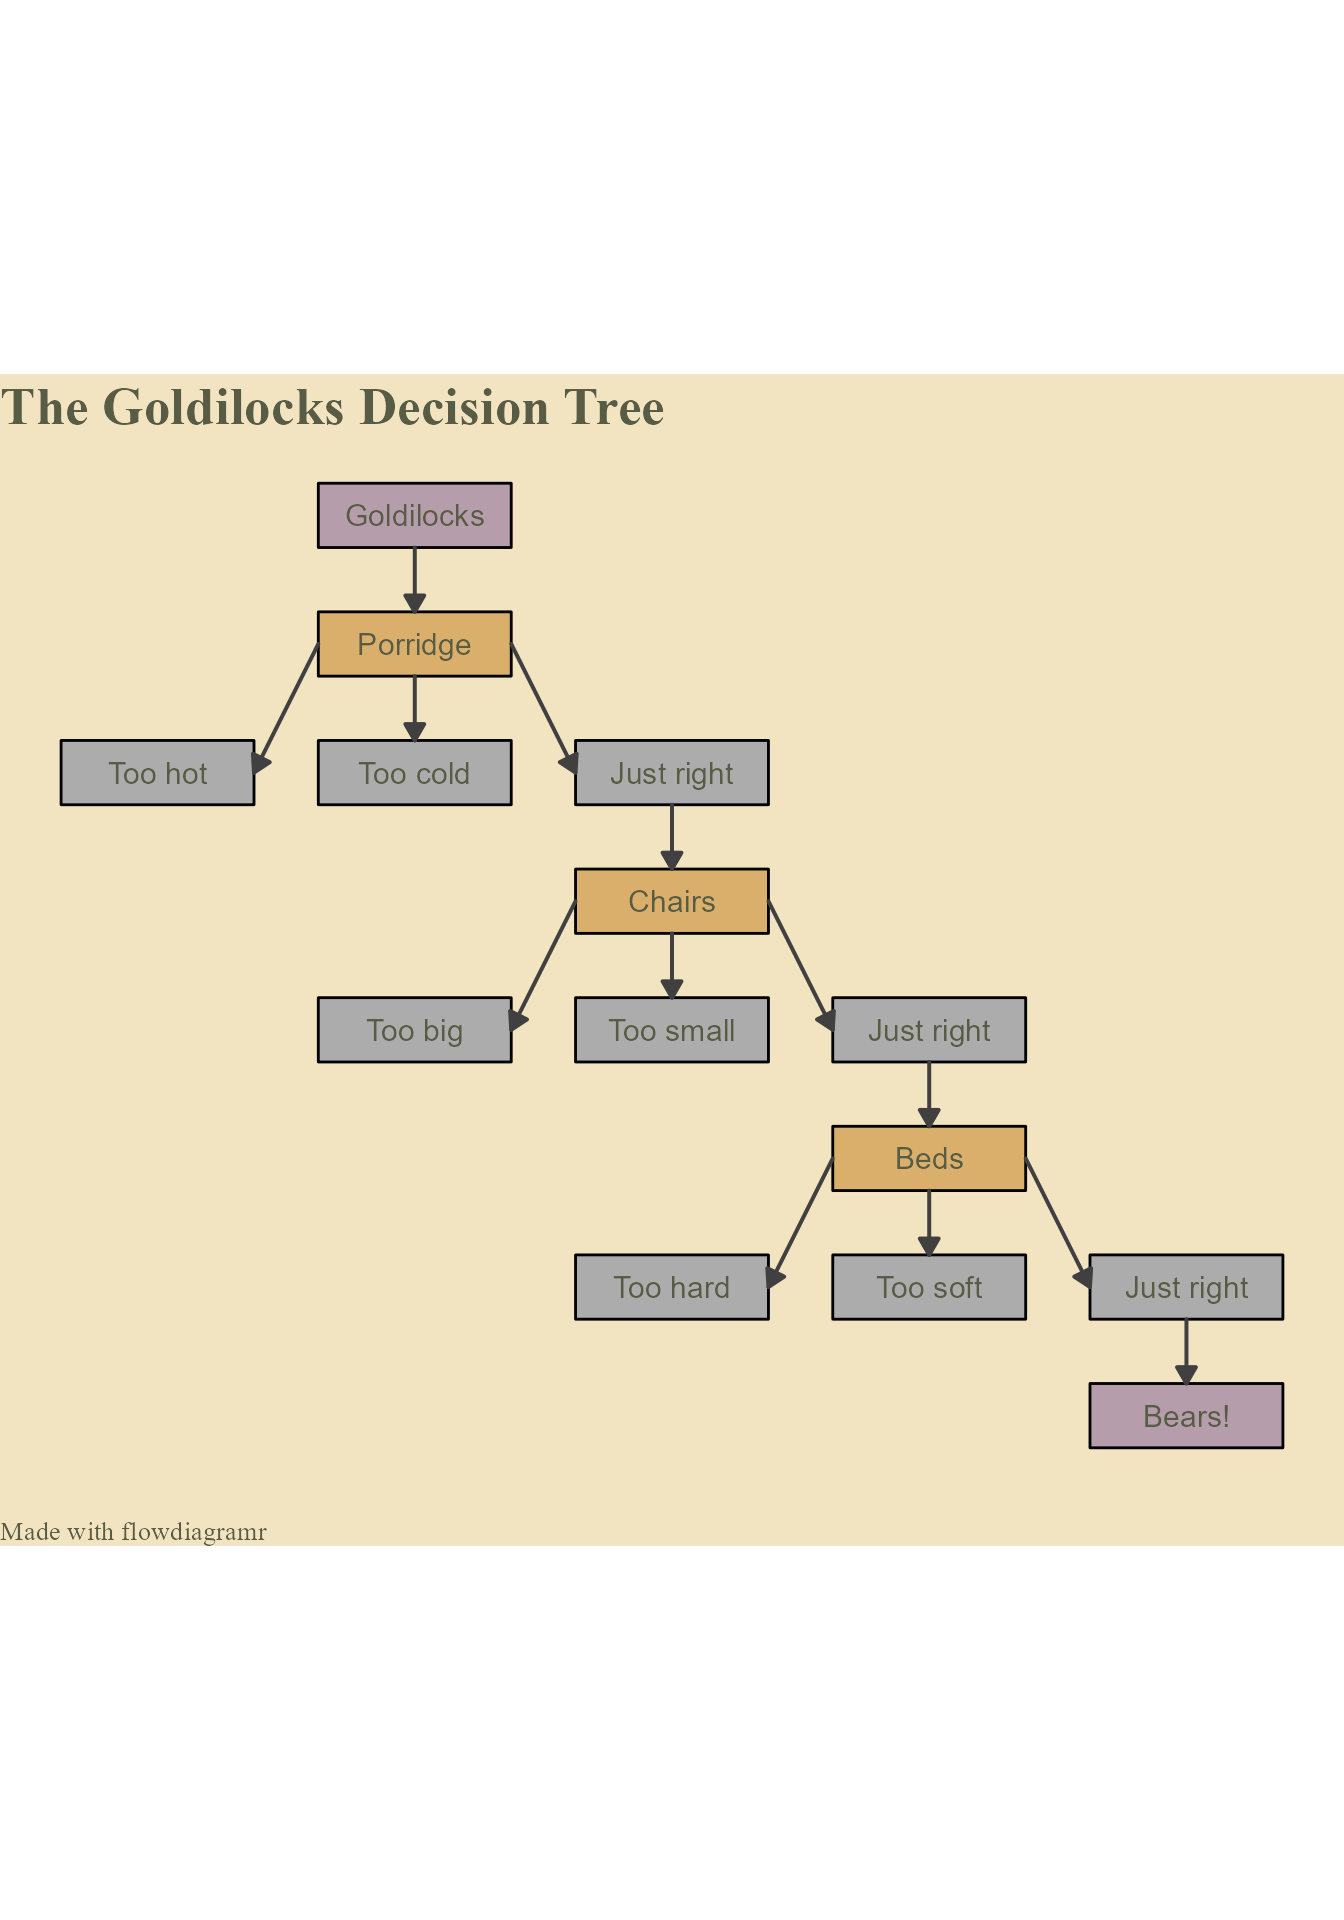 The Goldilocks Decision Tree
Goldilocks
Porridge
Too hot
Too cold
Just right
Chairs
Too big
Too small
Just right
Beds
Too hard
Too soft
Just right
Bears!
Made with flowdiagramr